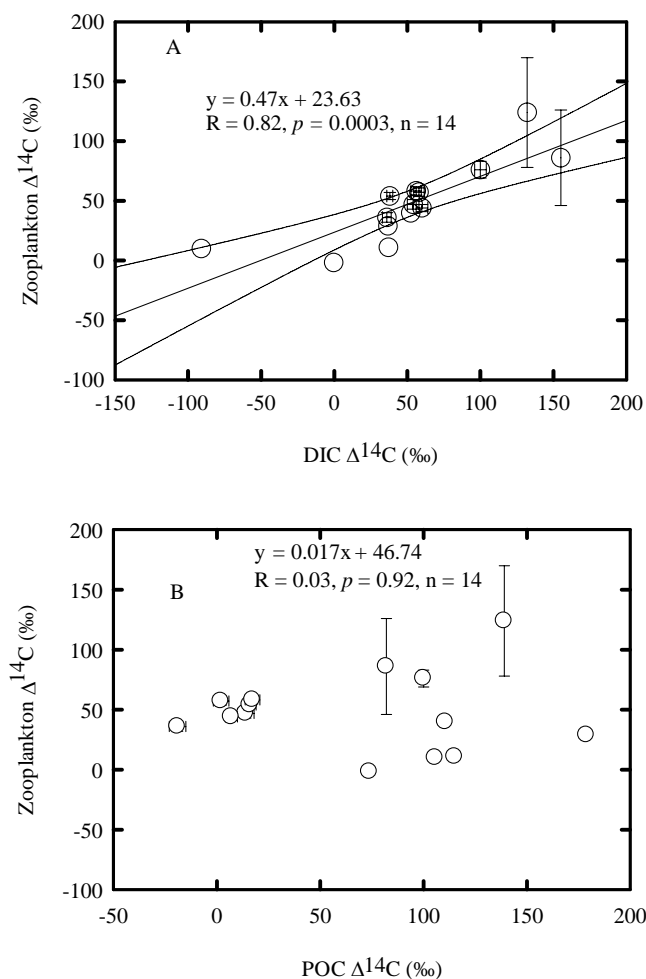 200
A
150
y = 0.47x + 23.63
R = 0.82, p = 0.0003, n = 14
100
50
0
-50
-100
Zooplankton Δ14C (‰)
-150 -100 -50 0 50 100 150 200
DIC Δ14C (‰)
200
y = 0.017x + 46.74
R = 0.03, p = 0.92, n = 14
B
150
100
50
0
-50
-100
Zooplankton Δ14C (‰)
-50 0 50 100 150 200
POC Δ14C (‰)